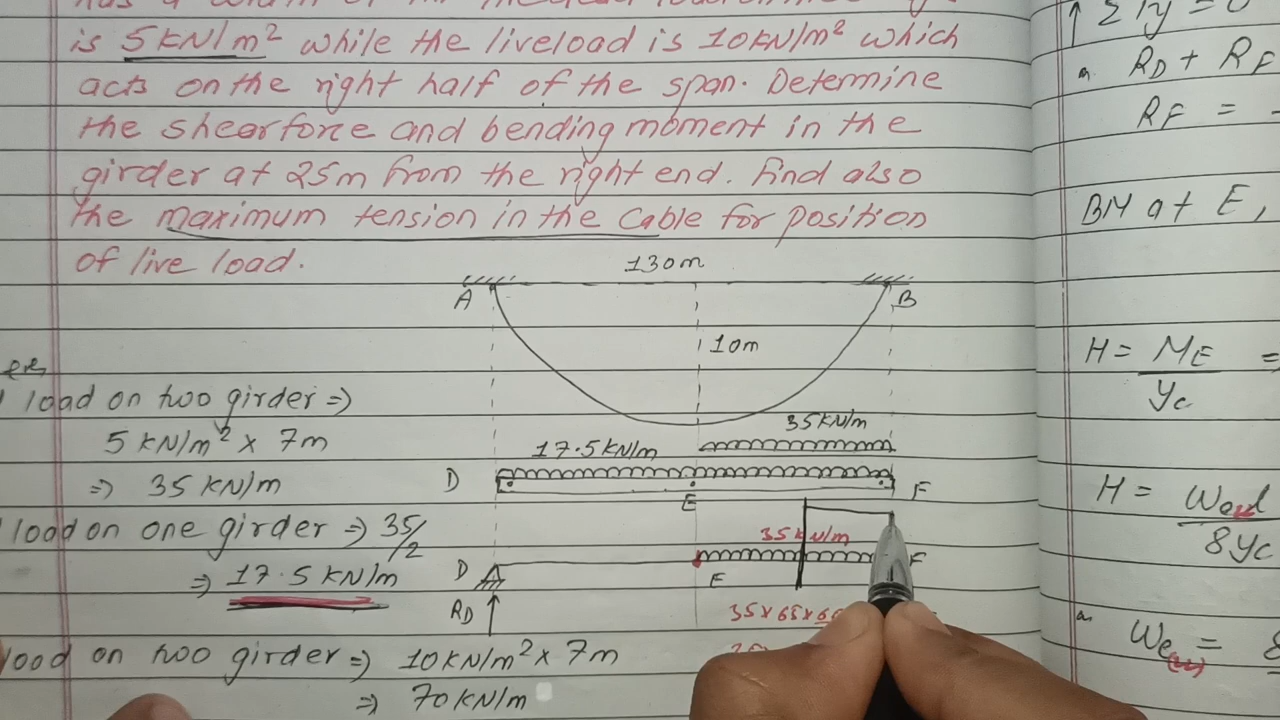 is 5KN/m² while the liveload is 10KN/m² which
acts on the right half of the span. Determine
the shearforce and bending moment in the
girder at 25m from the right end. Find also
the maximum tension in the cable for position
of live load.
130m
A
B
10m
load on two girder ⇒
5 KN/m² x 7m
⇒ 35 KN/m
load on one girder ⇒ 35/2
⇒ 17.5 KN/m
35KN/m
17.5KN/m
D
E
F
35KN/m
D
E
F
RD
35x65x
load on two girder ⇒ 10KN/m² x 7m
⇒ 70KN/m
Σ = 0
RD + RF
RF =
BM at E,
H = ME/yc =
H = Wed/8yc
We =